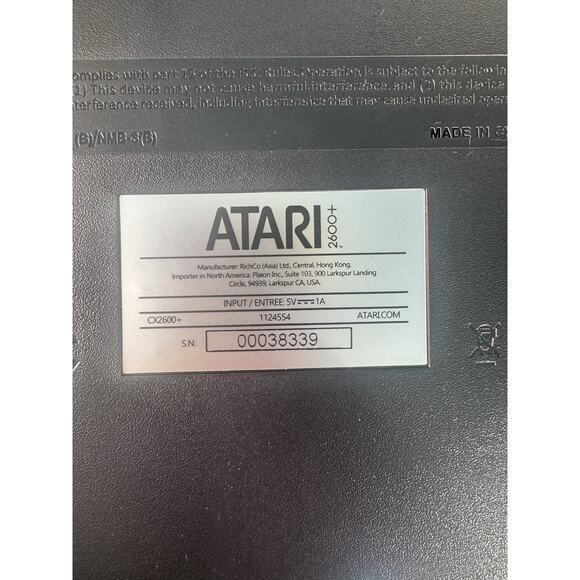 complies with part 15 of the FCC Rules. Operation is subject to the following
(1) This device may not cause harmful interference, and (2) this device
interference received, including interference that may cause undesired opera
(B)/NMB-3(B)
MADE IN
ATARI 2600+
Manufacturer: RichCo (Asia) Ltd., Central, Hong Kong.
Importer in North America: Plaion Inc., Suite 103, 900 Larkspur Landing
Circle, 94939, Larkspur CA, USA.
INPUT / ENTREE: 5V⎓1A
CX2600+ 1124554 ATARI.COM
S.N. 00038339